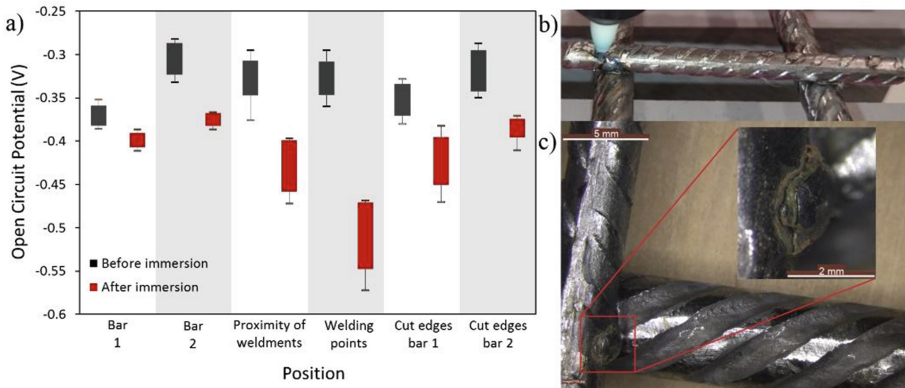 a)
Open Circuit Potential (V)
-0.25
-0.3
-0.35
-0.4
-0.45
-0.5
-0.55
-0.6
Before immersion
After immersion
Bar
1
Bar
2
Proximity of
weldments
Welding
points
Cut edges
bar 1
Cut edges
bar 2
Position
b)
5 mm
c)
2 mm